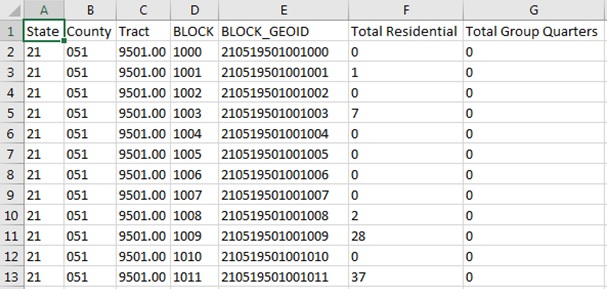 A B C D E F G
1 State County Tract BLOCK BLOCK_GEOID Total Residential Total Group Quarters
2 21 051 9501.00 1000 210519501001000 0 0
3 21 051 9501.00 1001 210519501001001 1 0
4 21 051 9501.00 1002 210519501001002 0 0
5 21 051 9501.00 1003 210519501001003 7 0
6 21 051 9501.00 1004 210519501001004 0 0
7 21 051 9501.00 1005 210519501001005 0 0
8 21 051 9501.00 1006 210519501001006 0 0
9 21 051 9501.00 1007 210519501001007 0 0
10 21 051 9501.00 1008 210519501001008 2 0
11 21 051 9501.00 1009 210519501001009 28 0
12 21 051 9501.00 1010 210519501001010 0 0
13 21 051 9501.00 1011 210519501001011 37 0